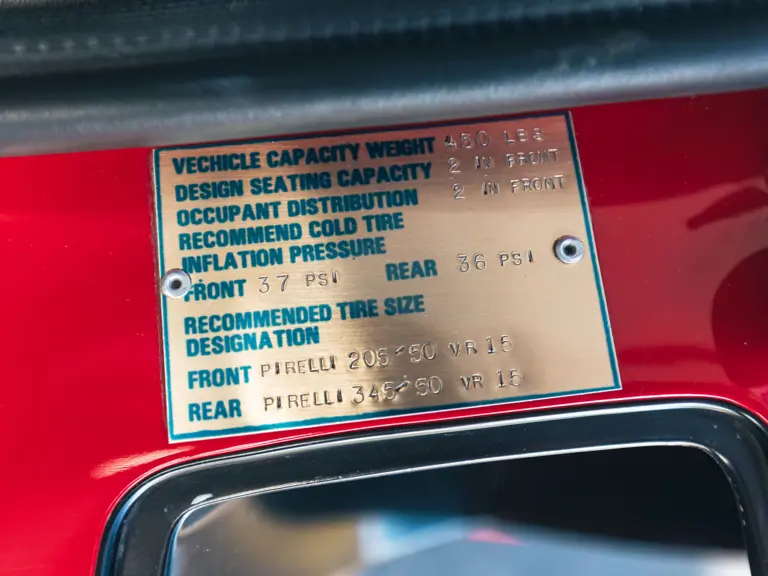 VECHICLE CAPACITY WEIGHT 450 LBS
DESIGN SEATING CAPACITY 2 IN FRONT
OCCUPANT DISTRIBUTION 2 IN FRONT
RECOMMEND COLD TIRE
INFLATION PRESSURE
FRONT 37 PSI REAR 36 PSI
RECOMMENDED TIRE SIZE
DESIGNATION
FRONT PIRELLI 205/50 VR 15
REAR PIRELLI 345/50 VR 15